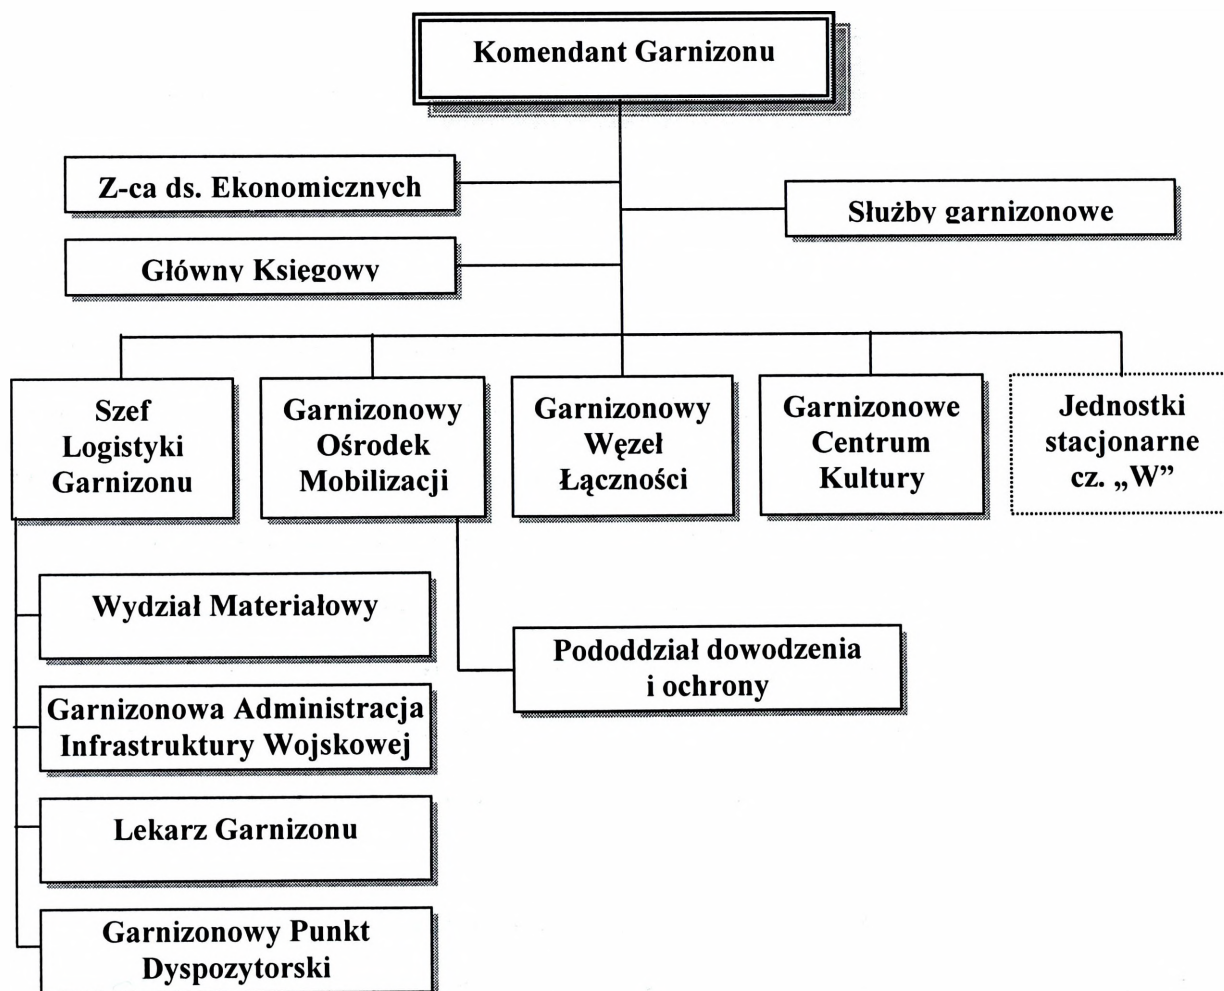 Komendant Garnizonu
Z-ca ds. Ekonomicznych
Służby garnizonowe
Główny Księgowy
Szef
Logistyki
Garnizonu
Garnizonowy
Ośrodek
Mobilizacji
Garnizonowy
Węzeł
Łączności
Garnizonowe
Centrum
Kultury
Jednostki
stacjonarne
cz. „W”
Wydział Materiałowy
Pododdział dowodzenia
i ochrony
Garnizonowa Administracja
Infrastruktury Wojskowej
Lekarz Garnizonu
Garnizonowy Punkt
Dyspozytorski